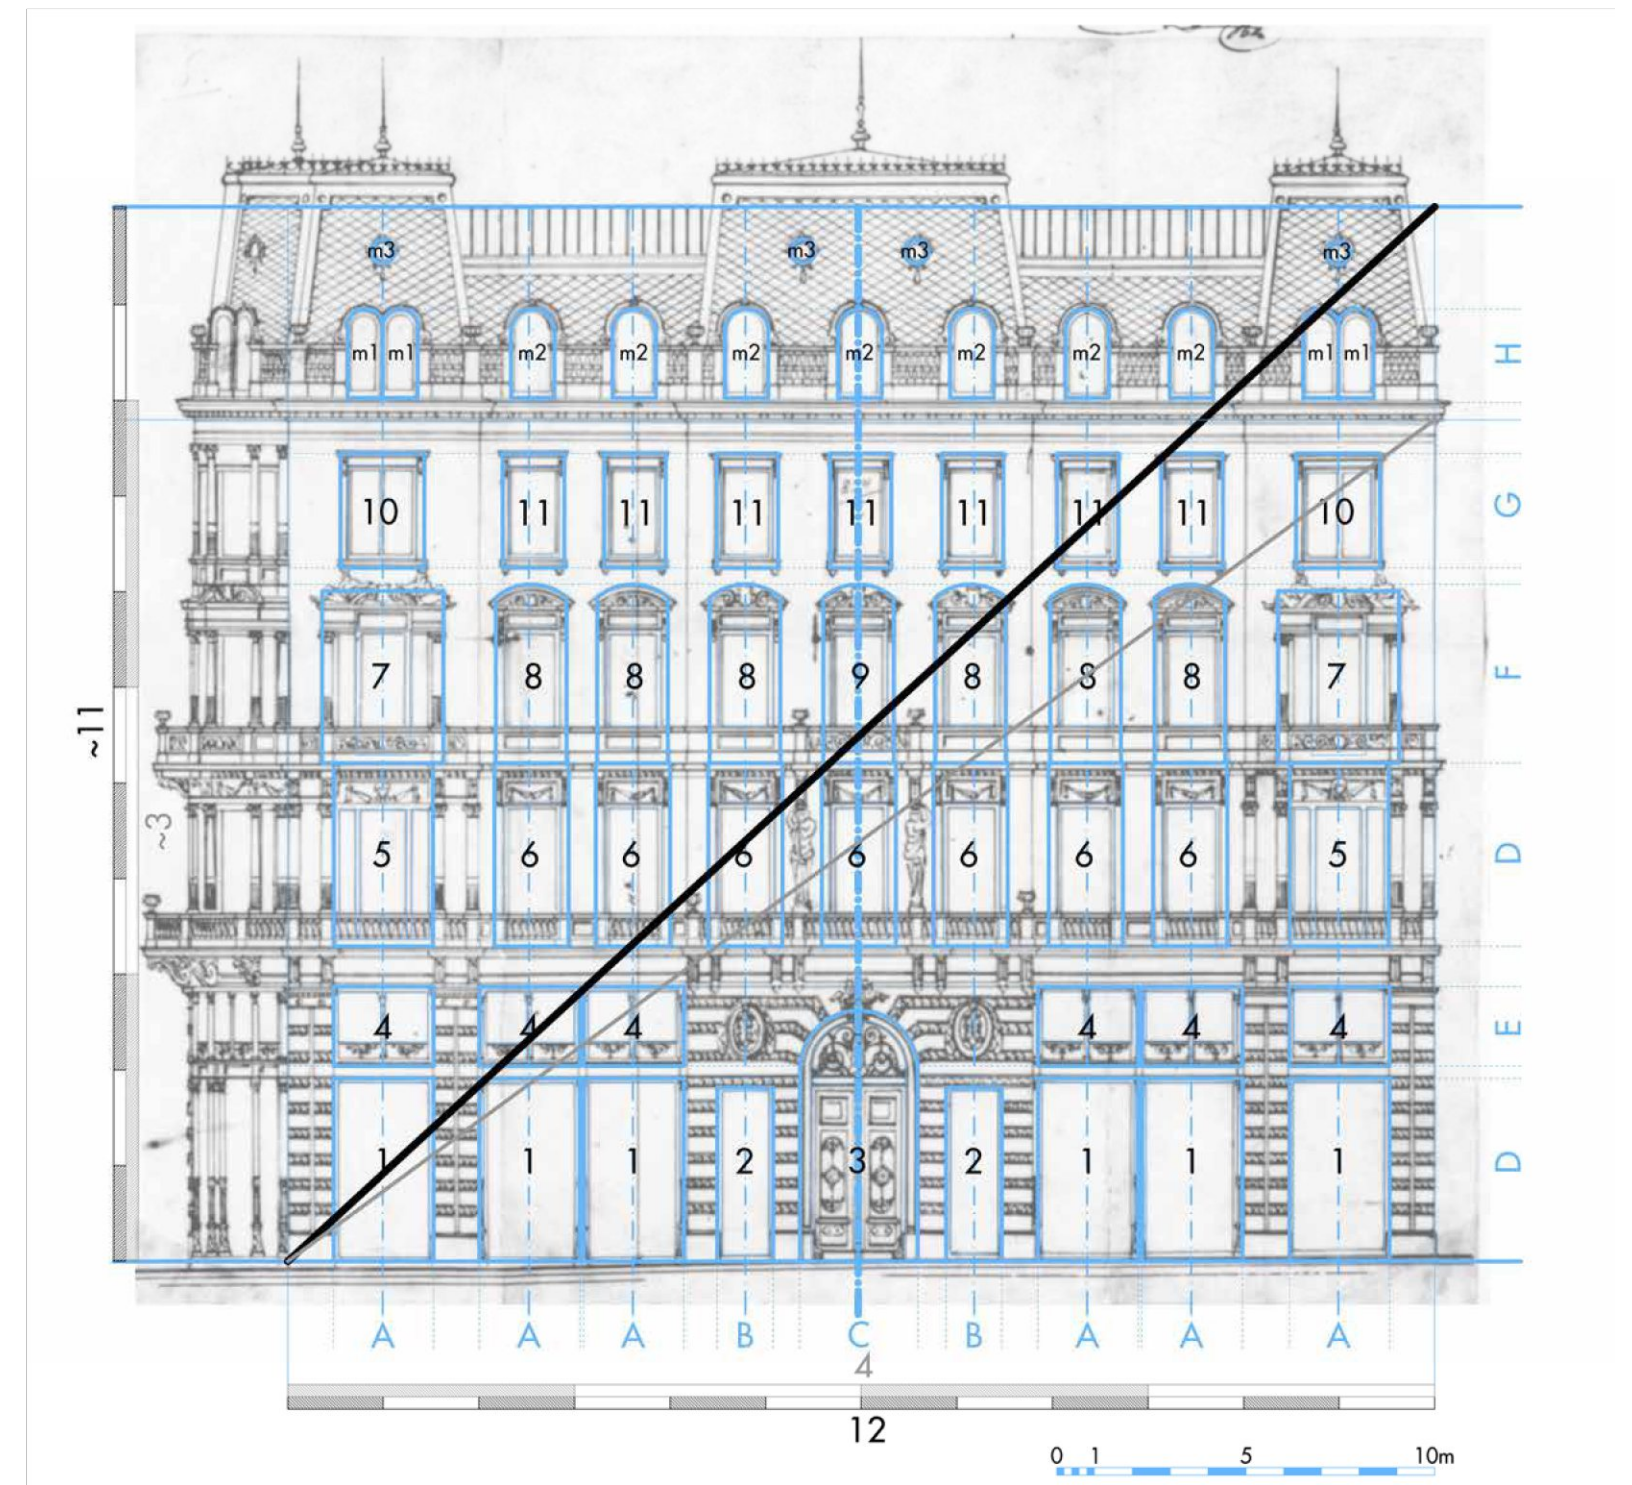 m3 m3 m3 m3
m1 m1 m2 m2 m2 m2 m2 m2 m2 m1 m1 H
10 11 11 11 11 11 11 11 10 G
7 8 8 8 9 8 8 8 7 F
~11
~3
5 6 6 6 6 6 6 6 5 D
4 4 4 4 4 4 E
1 1 1 2 3 2 1 1 1 D
A A A B C B A A A
4
12
0 1 5 10m